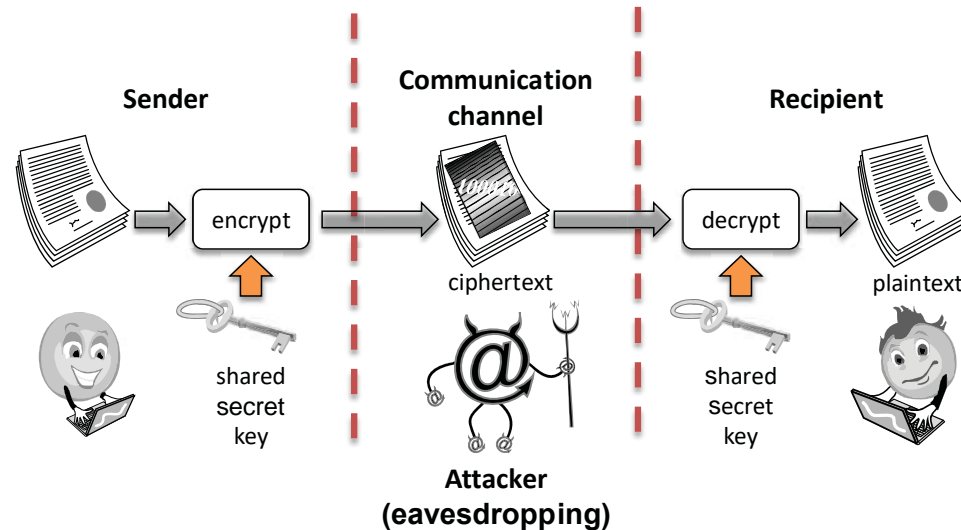 Sender
Communication
channel
Recipient
encrypt
decrypt
ciphertext
plaintext
shared
secret
key
@
shared
secret
key
Attacker
(eavesdropping)